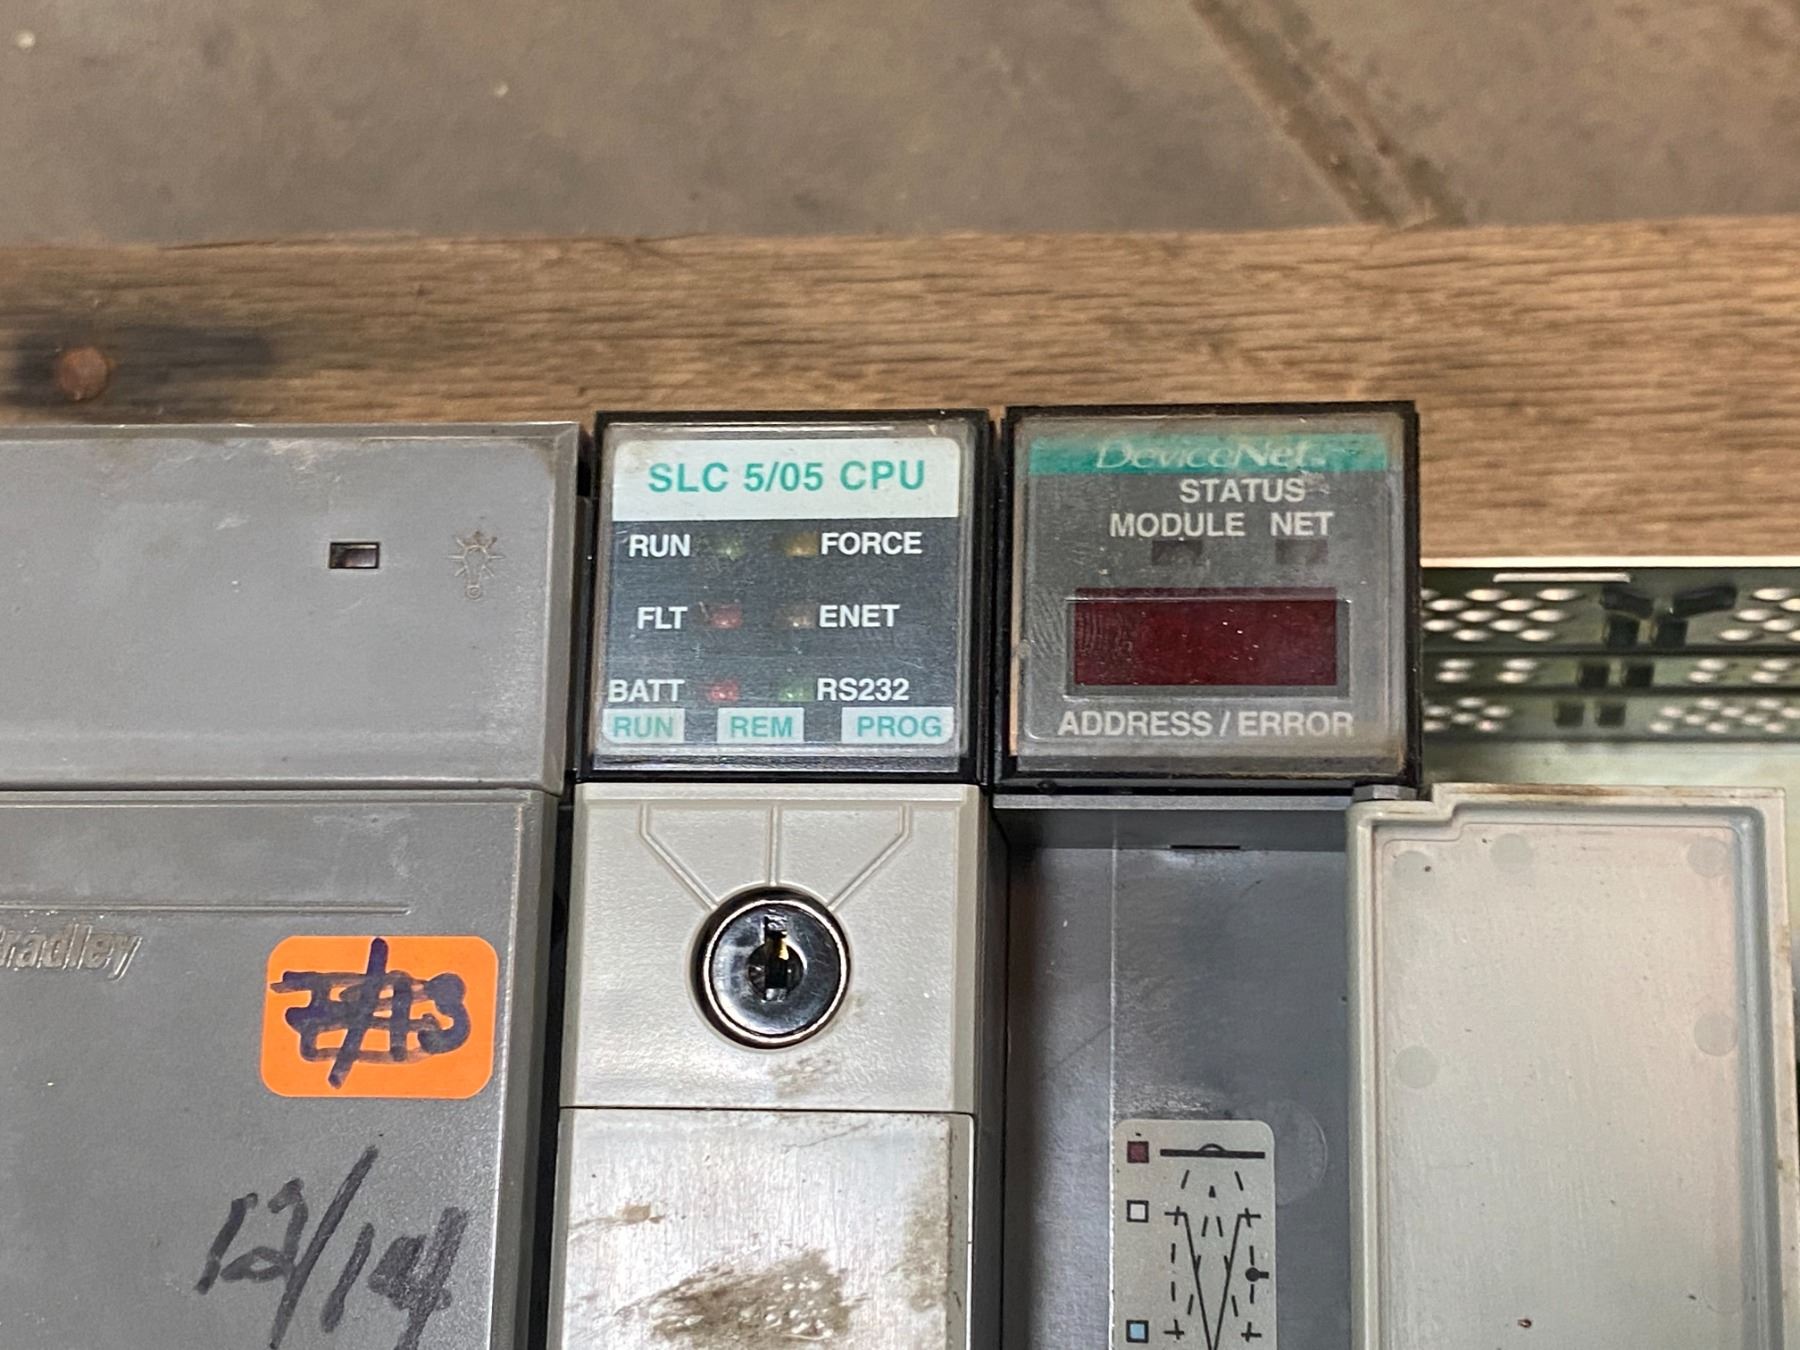 SLC 5/05 CPU
RUN FORCE
FLT ENET
BATT RS232
RUN REM PROG
DeviceNet
STATUS
MODULE NET
ADDRESS / ERROR
radley
12/14